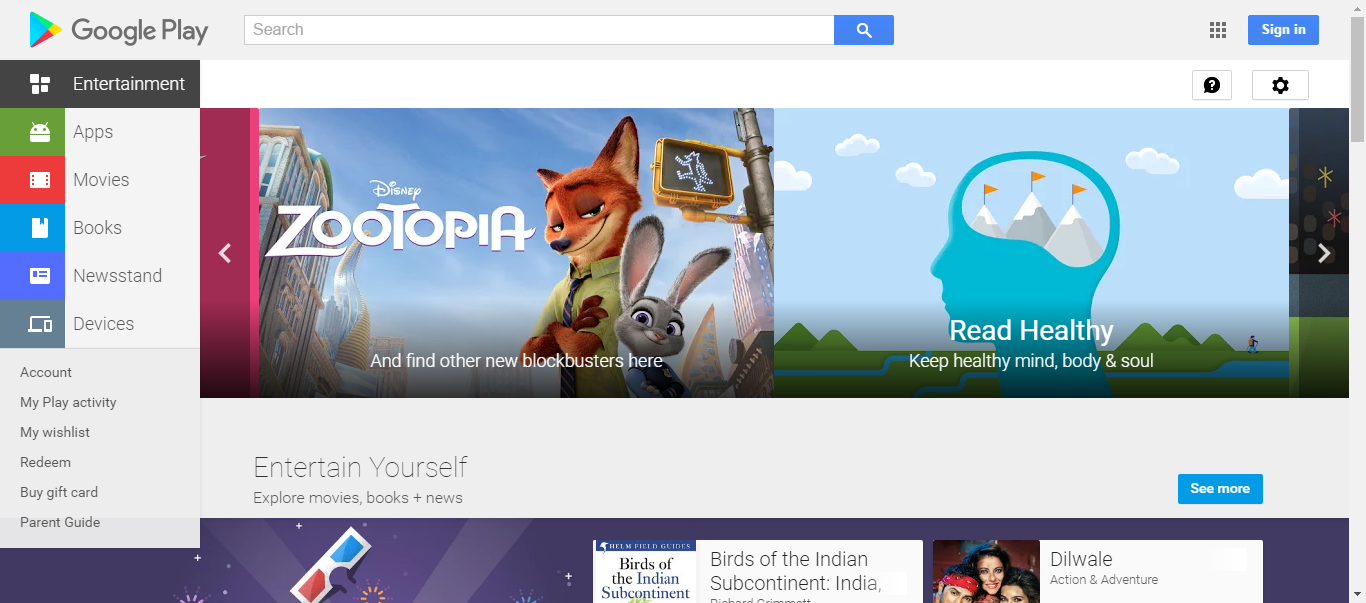 Google Play
Search
Sign in
Entertainment
Apps
Movies
Books
Newsstand
Devices
Account
My Play activity
My wishlist
Redeem
Buy gift card
Parent Guide
DISNEY
ZOOTOPIA
And find other new blockbusters here
Read Healthy
Keep healthy mind, body & soul
Entertain Yourself
Explore movies, books + news
See more
HELM FIELD GUIDES
Birds of
the Indian
Subcontinent
Birds of the Indian
Subcontinent: India,
Richard Grimmett
Dilwale
Action & Adventure